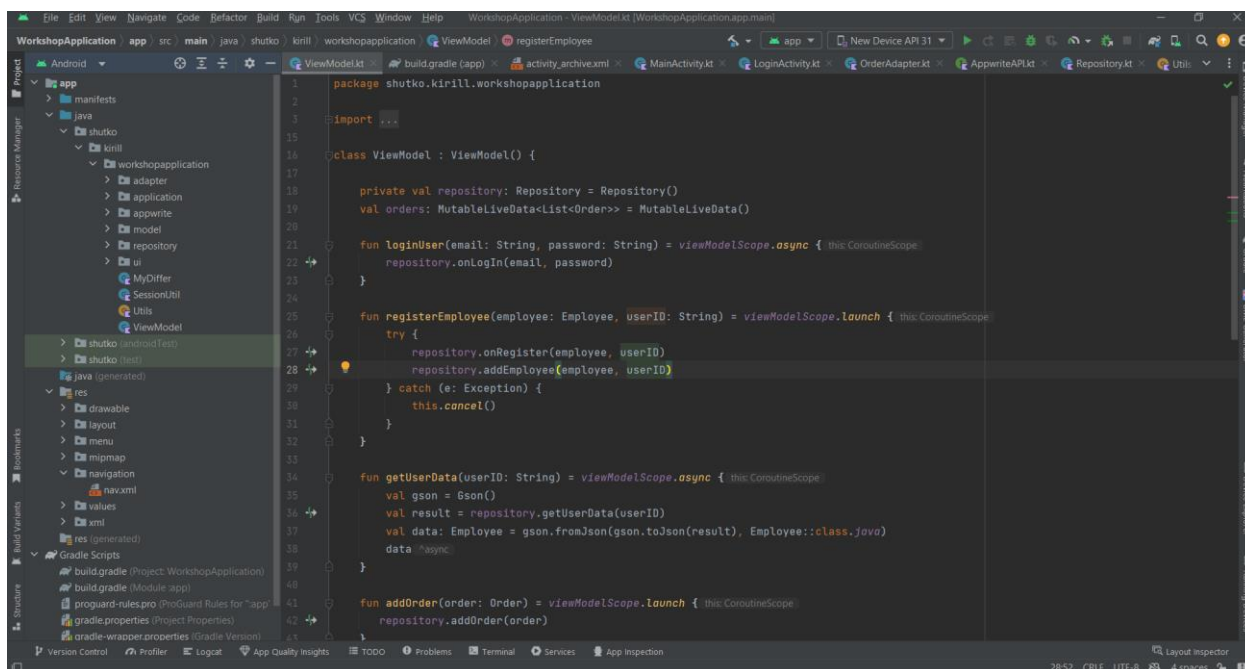 File Edit View Navigate Code Refactor Build Run Tools VCS Window Help WorkshopApplication - ViewModel.kt [WorkshopApplication.app.main]
WorkshopApplication app src main java shutko kirill workshopapplication ViewModel registerEmployee app New Device API 31
Android ViewModel.kt build.gradle (:app) activity_archive.xml MainActivity.kt LoginActivity.kt OrderAdapter.kt AppwriteAPI.kt Repository.kt Utils
Project
Resource Manager
Bookmarks
Build Variants
Structure
app
manifests
java
shutko
kirill
workshopapplication
adapter
application
appwrite
model
repository
ui
MyDiffer
SessionUtil
Utils
ViewModel
shutko (androidTest)
shutko (test)
java (generated)
res
drawable
layout
menu
mipmap
navigation
nav.xml
values
xml
res (generated)
Gradle Scripts
build.gradle (Project: WorkshopApplication)
build.gradle (Module :app)
proguard-rules.pro (ProGuard Rules for ":app"
gradle.properties (Project Properties)
gradle-wrapper.properties (Gradle Version)
1 package shutko.kirill.workshopapplication
2
3 import ...
15
16 class ViewModel : ViewModel() {
17
18 private val repository: Repository = Repository()
19 val orders: MutableLiveData<List<Order>> = MutableLiveData()
20
21 fun loginUser(email: String, password: String) = viewModelScope.async { this: CoroutineScope
22 repository.onLogIn(email, password)
23 }
24
25 fun registerEmployee(employee: Employee, userID: String) = viewModelScope.launch { this: CoroutineScope
26 try {
27 repository.onRegister(employee, userID)
28 repository.addEmployee(employee, userID)
29 } catch (e: Exception) {
30 this.cancel()
31 }
32 }
33
34 fun getUserData(userID: String) = viewModelScope.async { this: CoroutineScope
35 val gson = Gson()
36 val result = repository.getUserData(userID)
37 val data: Employee = gson.fromJson(gson.toJson(result), Employee::class.java)
38 data ^async
39 }
40
41 fun addOrder(order: Order) = viewModelScope.launch { this: CoroutineScope
42 repository.addOrder(order)
43 }
Version Control Profiler Logcat App Quality Insights TODO Problems Terminal Services App Inspection Layout Inspector
28:52 CRLF UTF-8 4 spaces